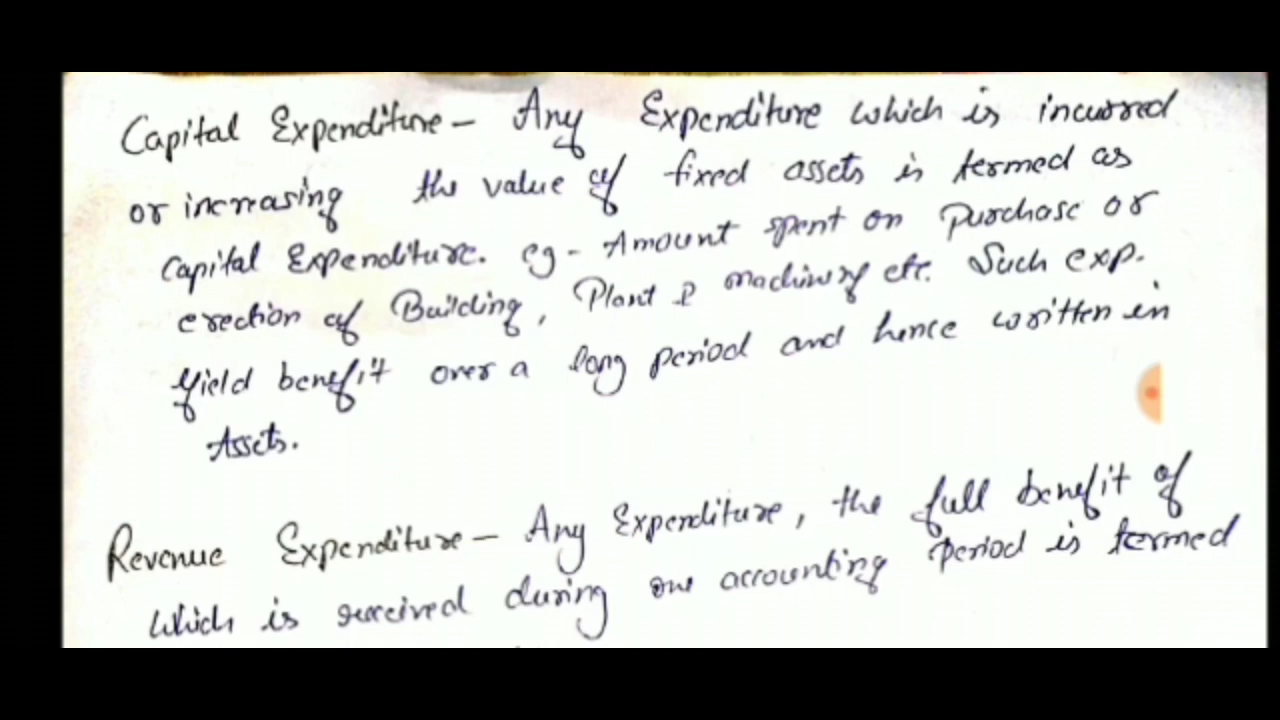 Capital Expenditure - Any Expenditure which is incurred
or increasing the value of fixed assets is termed as
Capital Expenditure. eg - Amount spent on purchase or
erection of Building, Plant & machinery etc. Such exp.
yield benefit over a long period and hence written in
Assets.
Revenue Expenditure - Any Expenditure, the full benefit of
which is received during one accounting period is termed